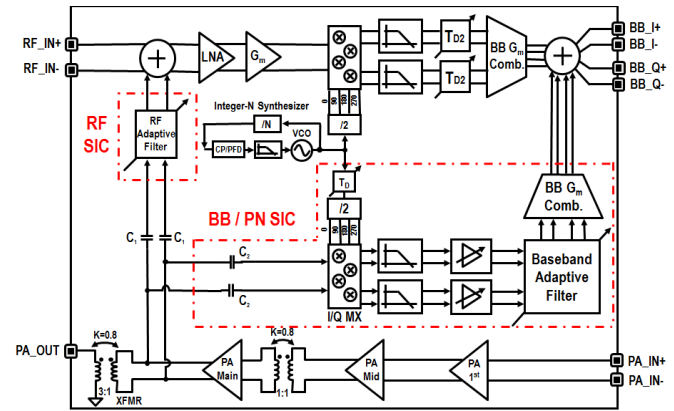 RF_IN+
RF_IN-
LNA
Gm
0
90
180
270
/2
TD2
TD2
BB Gm
Comb.
BB_I+
BB_I-
BB_Q+
BB_Q-
RF
SIC
RF
Adaptive
Filter
Integer-N Synthesizer
/N
VCO
CP/PFD
TD
/2
0
90
180
270
BB / PN SIC
C1
C1
C2
C2
I/Q MX
BB Gm
Comb.
Baseband
Adaptive
Filter
PA_OUT
K=0.8
3:1
XFMR
PA
Main
K=0.8
1:1
PA
Mid
PA
1st
PA_IN+
PA_IN-